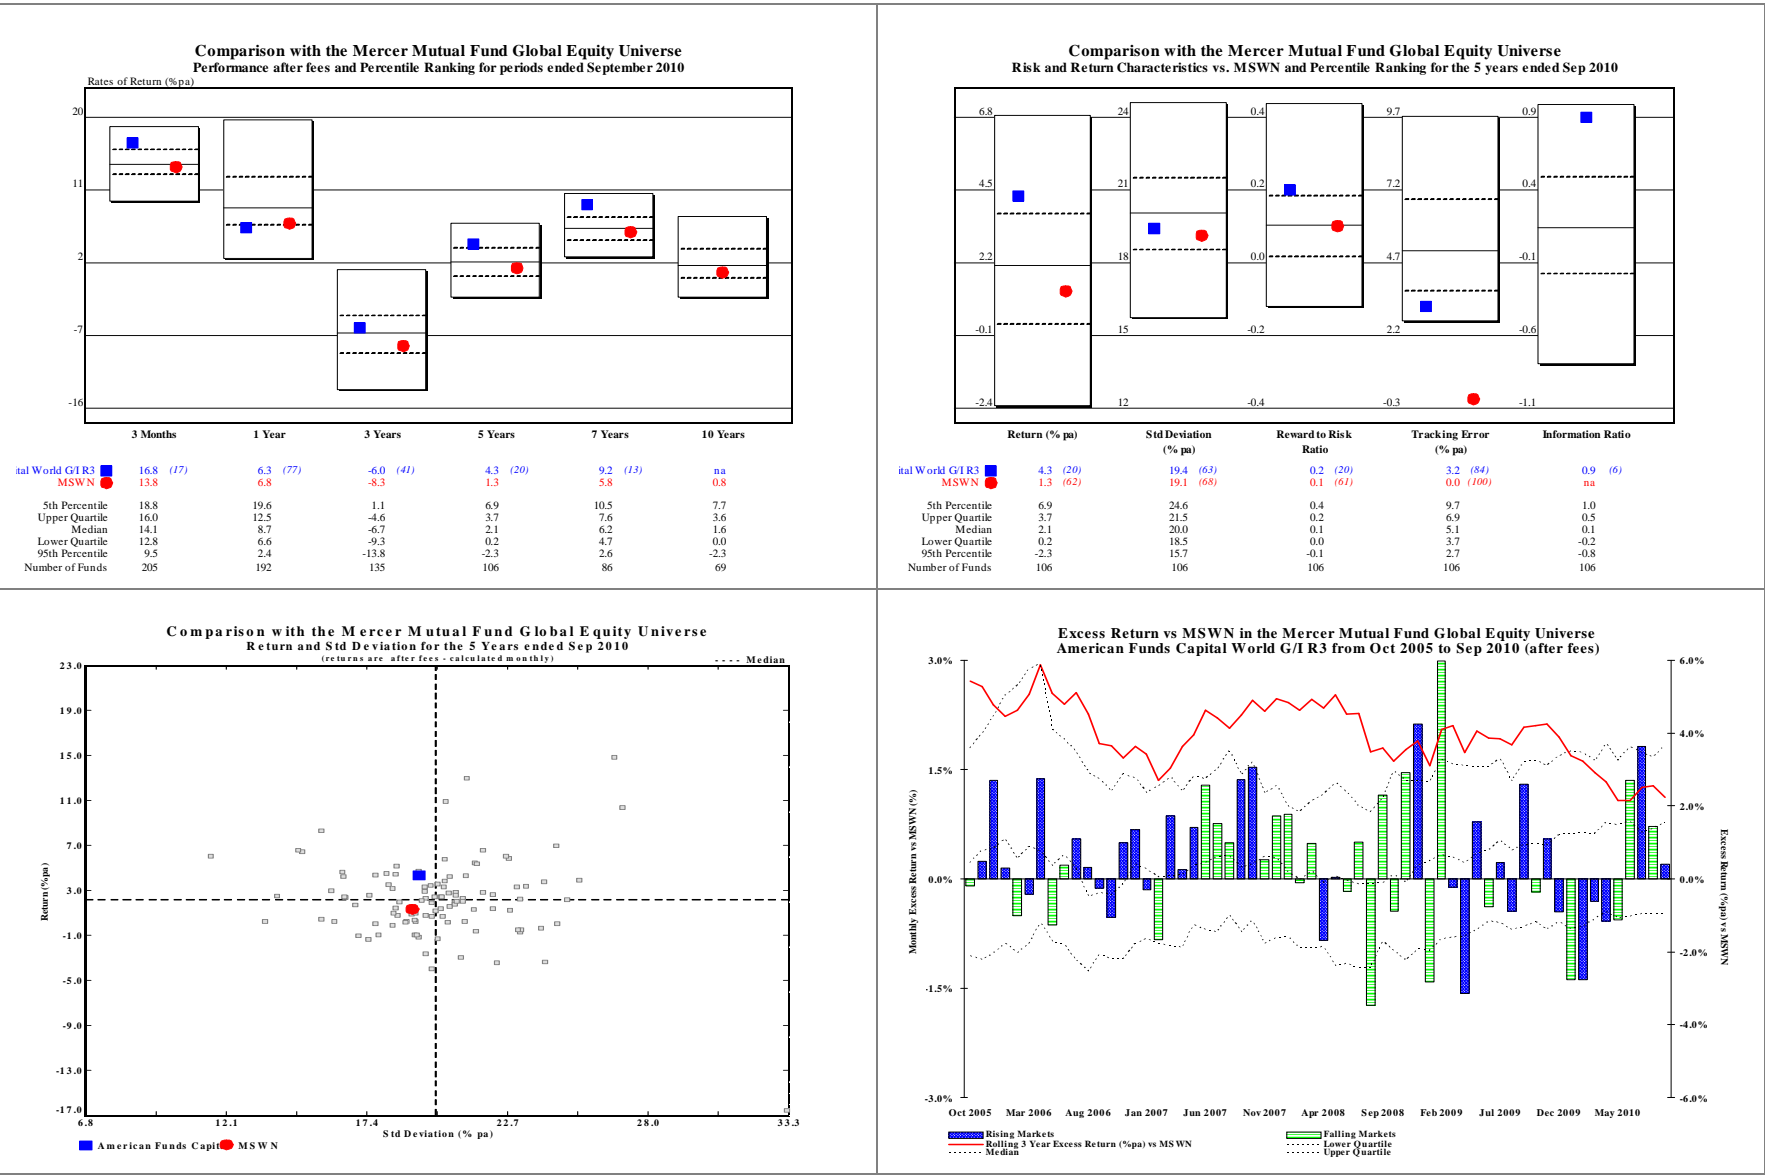 Comparison with the Mercer Mutual Fund Global Equity Universe
Performance after fees and Percentile Ranking for periods ended September 2010
Rates of Return (%pa)
20
11
2
-7
-16
3 Months 1 Year 3 Years 5 Years 7 Years 10 Years
ital World G/I R3 16.8 (17) 6.3 (77) -6.0 (41) 4.3 (20) 9.2 (13) na
MSWN 13.8 6.8 -8.3 1.3 5.8 0.8
5th Percentile 18.8 19.6 1.1 6.9 10.5 7.7
Upper Quartile 16.0 12.5 -4.6 3.7 7.6 3.6
Median 14.1 8.7 -6.7 2.1 6.2 1.6
Lower Quartile 12.8 6.6 -9.3 0.2 4.7 0.0
95th Percentile 9.5 2.4 -13.8 -2.3 2.6 -2.3
Number of Funds 205 192 135 106 86 69
Comparison with the Mercer Mutual Fund Global Equity Universe
Risk and Return Characteristics vs. MSWN and Percentile Ranking for the 5 years ended Sep 2010
6.8 24 0.4 9.7 0.9
4.5 21 0.2 7.2 0.4
2.2 18 0.0 4.7 -0.1
-0.1 15 -0.2 2.2 -0.6
-2.4 12 -0.4 -0.3 -1.1
Return (% pa) Std Deviation (% pa) Reward to Risk Ratio Tracking Error (% pa) Information Ratio
ital World G/I R3 4.3 (20) 19.4 (63) 0.2 (20) 3.2 (84) 0.9 (6)
MSWN 1.3 (62) 19.1 (68) 0.1 (61) 0.0 (100) na
5th Percentile 6.9 24.6 0.4 9.7 1.0
Upper Quartile 3.7 21.5 0.2 6.9 0.5
Median 2.1 20.0 0.1 5.1 0.1
Lower Quartile 0.2 18.5 0.0 3.7 -0.2
95th Percentile -2.3 15.7 -0.1 2.7 -0.8
Number of Funds 106 106 106 106 106
Comparison with the Mercer Mutual Fund Global Equity Universe
Return and Std Deviation for the 5 Years ended Sep 2010
(returns are after fees - calculated monthly)
---- Median
23.0
19.0
15.0
11.0
7.0
3.0
-1.0
-5.0
-9.0
-13.0
-17.0
Return (%pa)
6.8 12.1 17.4 22.7 28.0 33.3
Std Deviation (% pa)
American Funds Capit MSWN
Excess Return vs MSWN in the Mercer Mutual Fund Global Equity Universe
American Funds Capital World G/I R3 from Oct 2005 to Sep 2010 (after fees)
3.0%
1.5%
0.0%
-1.5%
-3.0%
Monthly Excess Return vs MSWN (%)
6.0%
4.0%
2.0%
0.0%
-2.0%
-4.0%
-6.0%
Excess Return (%pa) vs MSWN
Oct 2005 Mar 2006 Aug 2006 Jan 2007 Jun 2007 Nov 2007 Apr 2008 Sep 2008 Feb 2009 Jul 2009 Dec 2009 May 2010
Rising Markets Falling Markets
Rolling 3 Year Excess Return (%pa) vs MSWN Lower Quartile
Median Upper Quartile